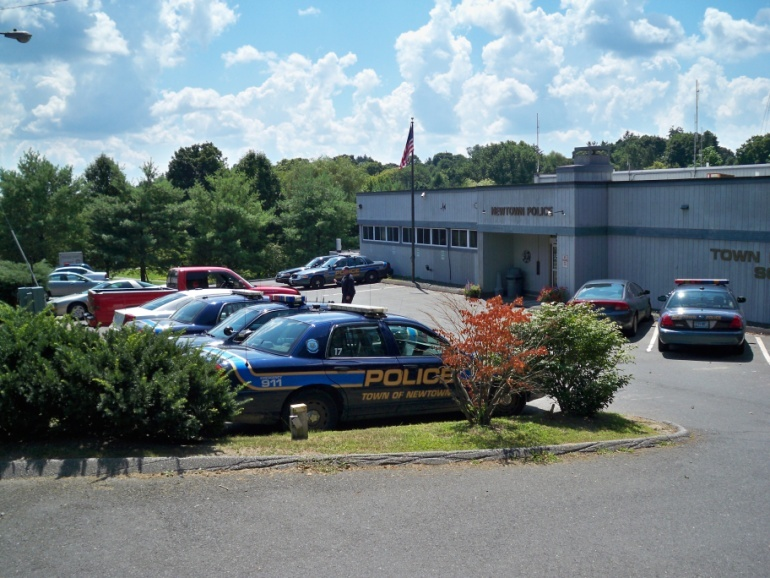 NEWTOWN POLICE
TOWN
17
911
POLICE
TOWN OF NEWTOWN